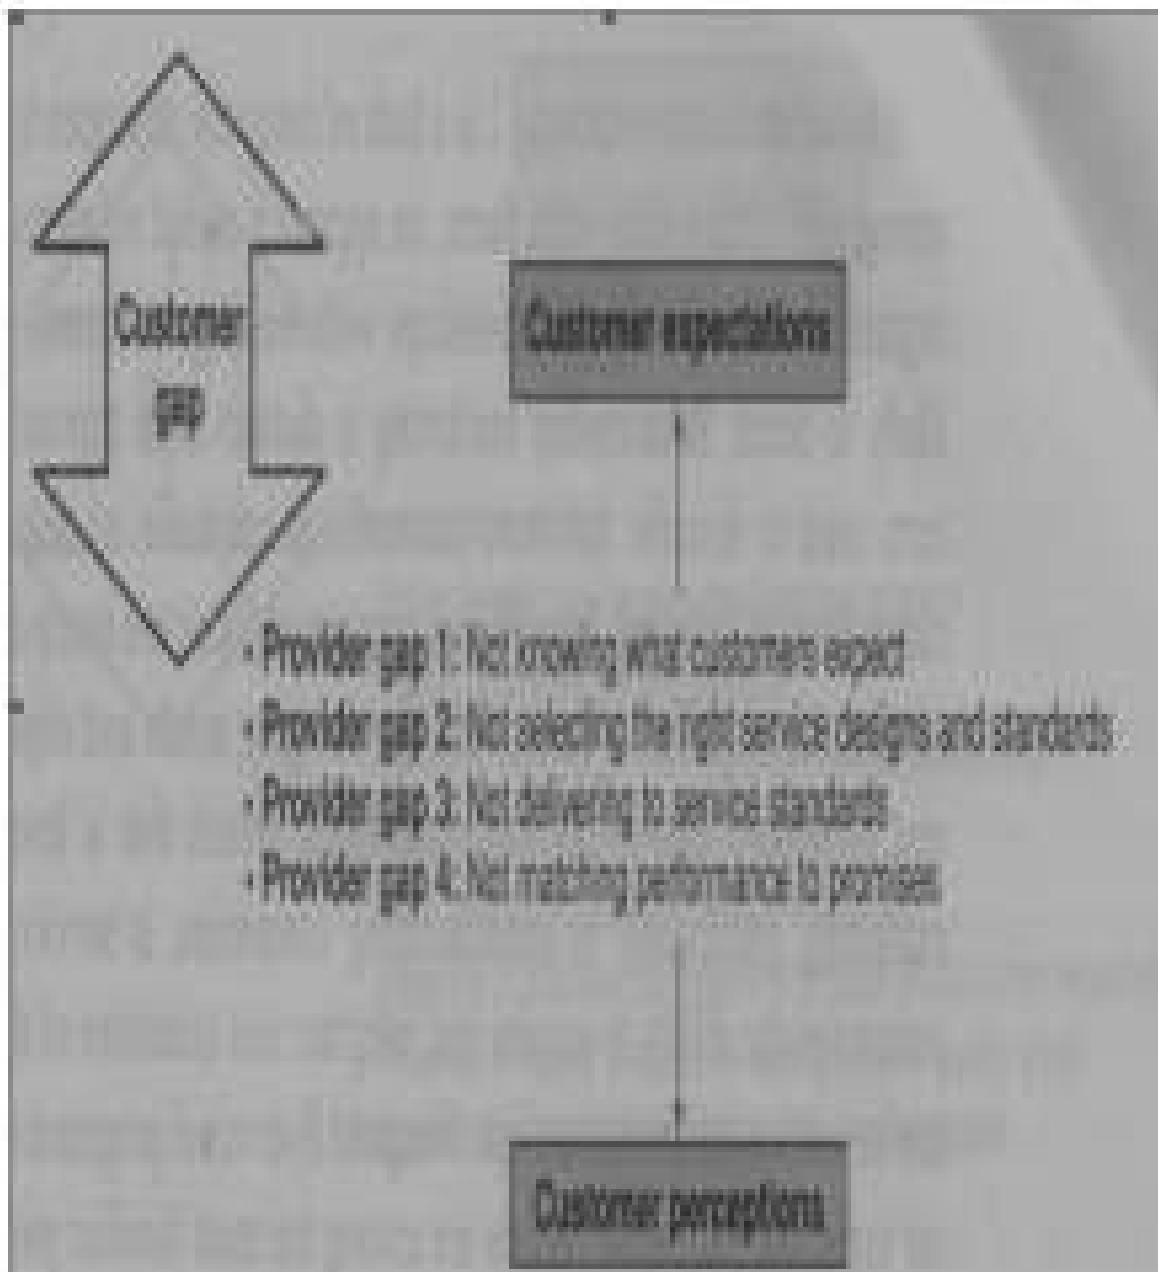 Customer
gap
Customer expectations
• Provider gap 1: Not knowing what customers expect
• Provider gap 2: Not selecting the right service designs and standards
• Provider gap 3: Not delivering to service standards
• Provider gap 4: Not matching performance to promises
Customer perceptions